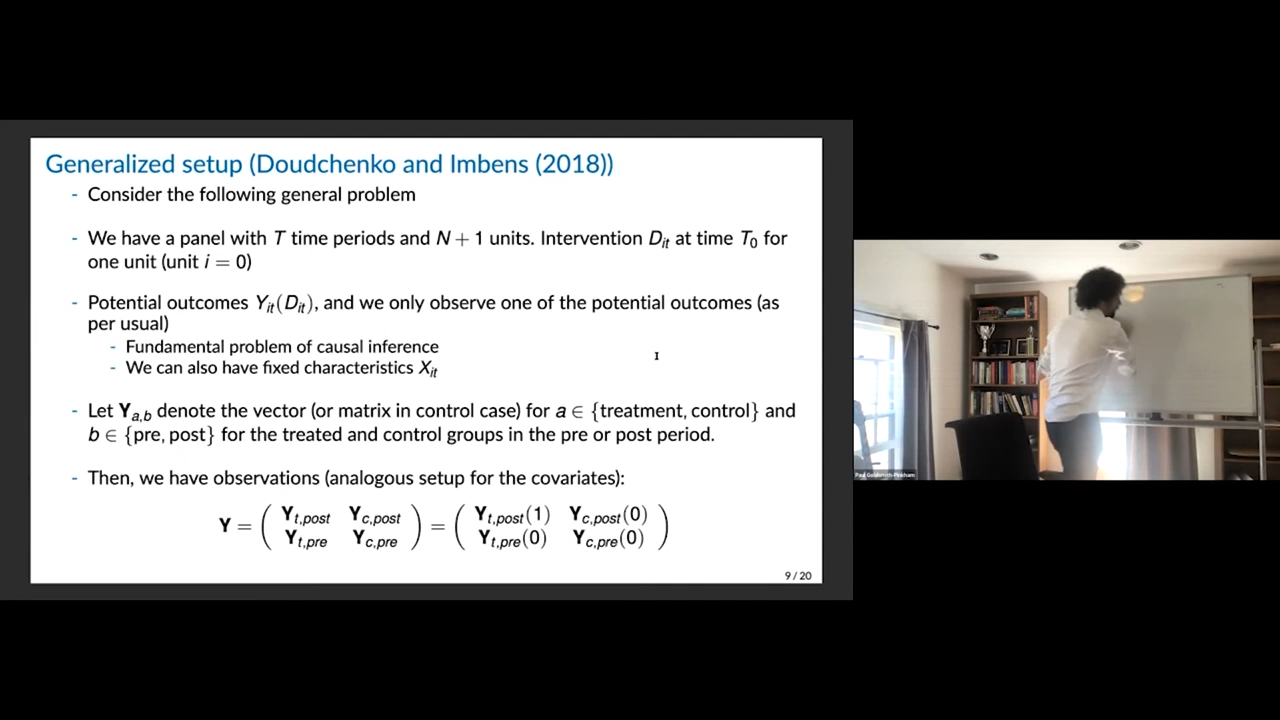 Generalized setup (Doudchenko and Imbens (2018))
- Consider the following general problem
- We have a panel with T time periods and N + 1 units. Intervention D_it at time T_0 for
one unit (unit i = 0)
- Potential outcomes Y_it(D_it), and we only observe one of the potential outcomes (as
per usual)
- Fundamental problem of causal inference
- We can also have fixed characteristics X_it
- Let Y_a,b denote the vector (or matrix in control case) for a ∈ {treatment, control} and
b ∈ {pre, post} for the treated and control groups in the pre or post period.
- Then, we have observations (analogous setup for the covariates):
Y = ( Y_t,post Y_c,post ; Y_t,pre Y_c,pre ) = ( Y_t,post(1) Y_c,post(0) ; Y_t,pre(0) Y_c,pre(0) )
9 / 20
Paul Goldsmith-Pinkham